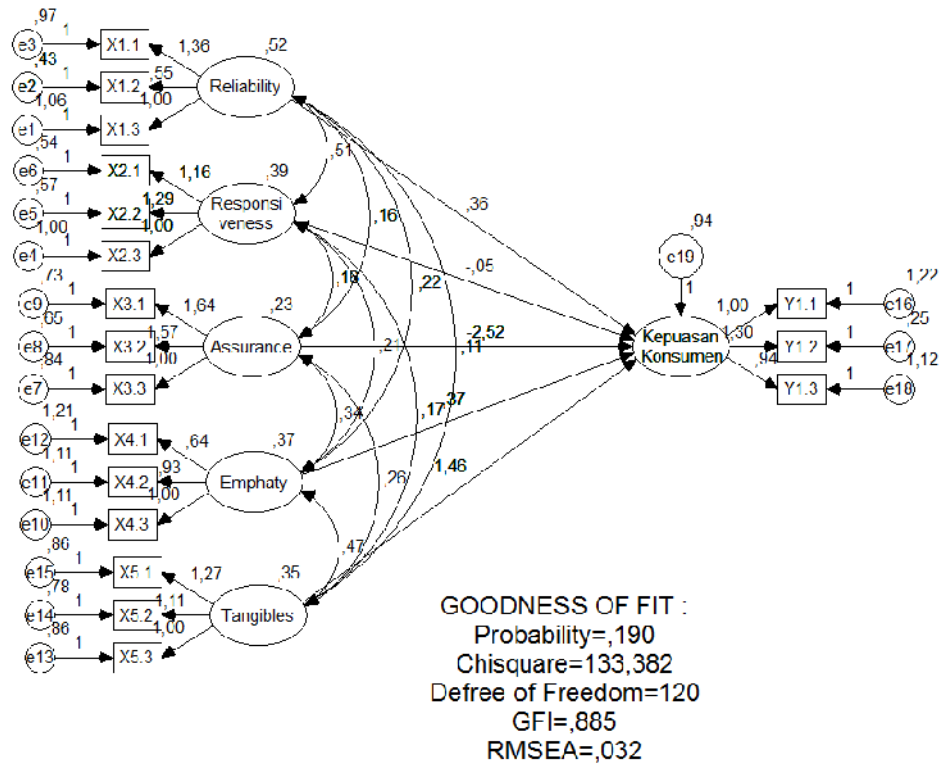 ,97
e3
1
X1.1
1,36
,52
,43
e2
1
X1.2
,55
Reliability
1,06
e1
1
X1.3
1,00
,54
e6
1
X2.1
1,16
,39
,51
,57
e5
1
X2.2
1,29
Responsi
veness
1,00
e4
1
X2.3
1,00
,16
,36
,94
c19
1
,73
c9
1
X3.1
1,64
,23
,22
-,05
,65
e8
1
X3.2
1,57
Assurance
,21
-2,52
,11
,84
e7
1
X3.3
1,00
Kepuasan
Konsumen
1,00
Y1.1
1
c16
1,22
1,30
Y1.2
1
e17
,25
,94
Y1.3
1
e18
1,12
1,21
e12
1
X4.1
,64
,37
,34
,17
,37
1,11
c11
1
X4.2
,93
Emphaty
,26
1,46
1,11
e10
1
X4.3
1,00
,47
,86
e15
1
X5.1
1,27
,35
,78
e14
1
X5.2
1,11
Tangibles
,86
e13
1
X5.3
1,00
GOODNESS OF FIT :
Probability=,190
Chisquare=133,382
Defree of Freedom=120
GFI=,885
RMSEA=,032